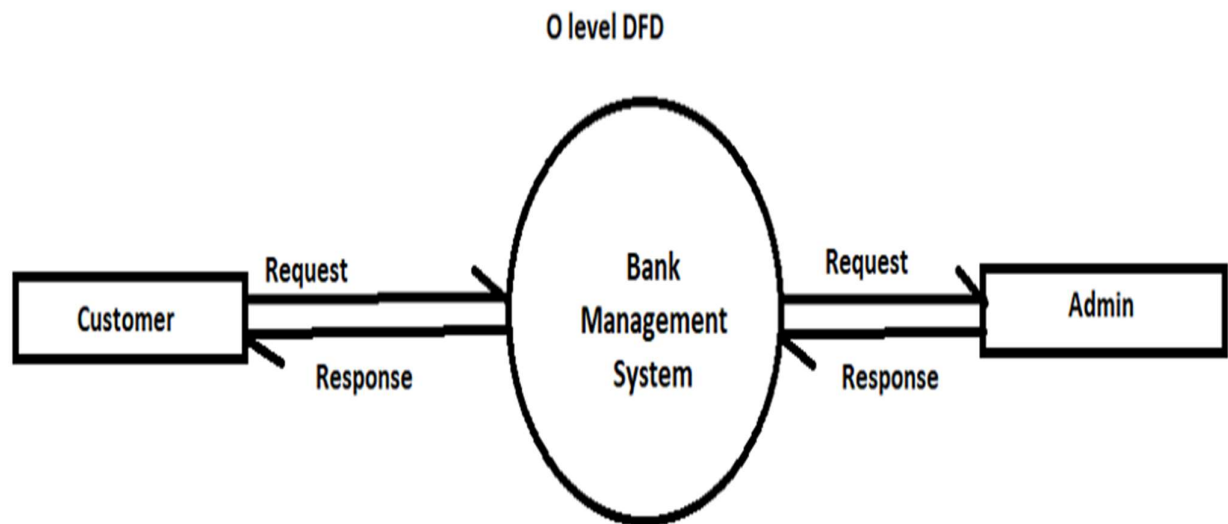 O level DFD
Request
Customer
Response
Bank
Management
System
Request
Response
Admin